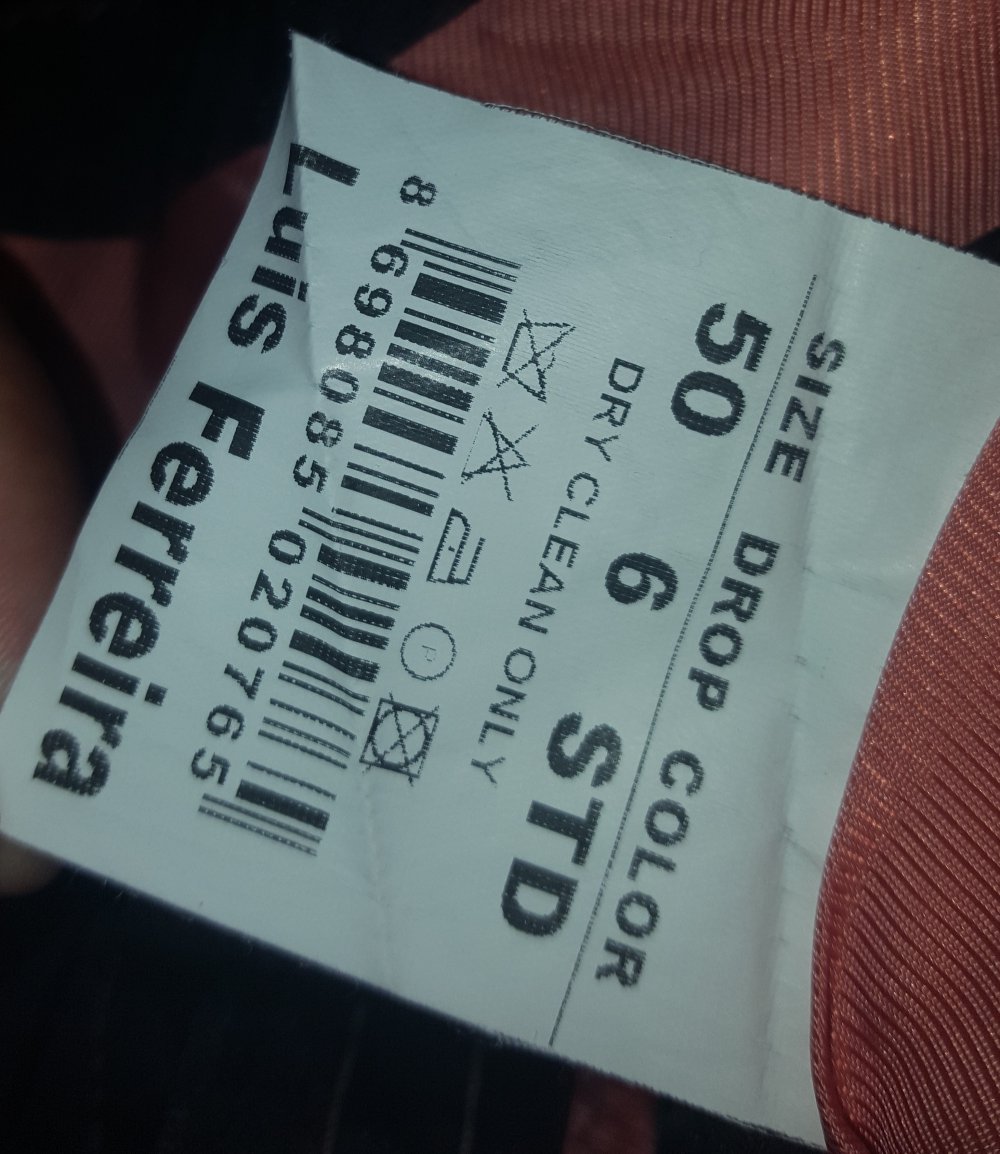 SIZE DROP COLOR
50 6 STD
DRY CLEAN ONLY
P
8 698085 020765
Luis Ferreira